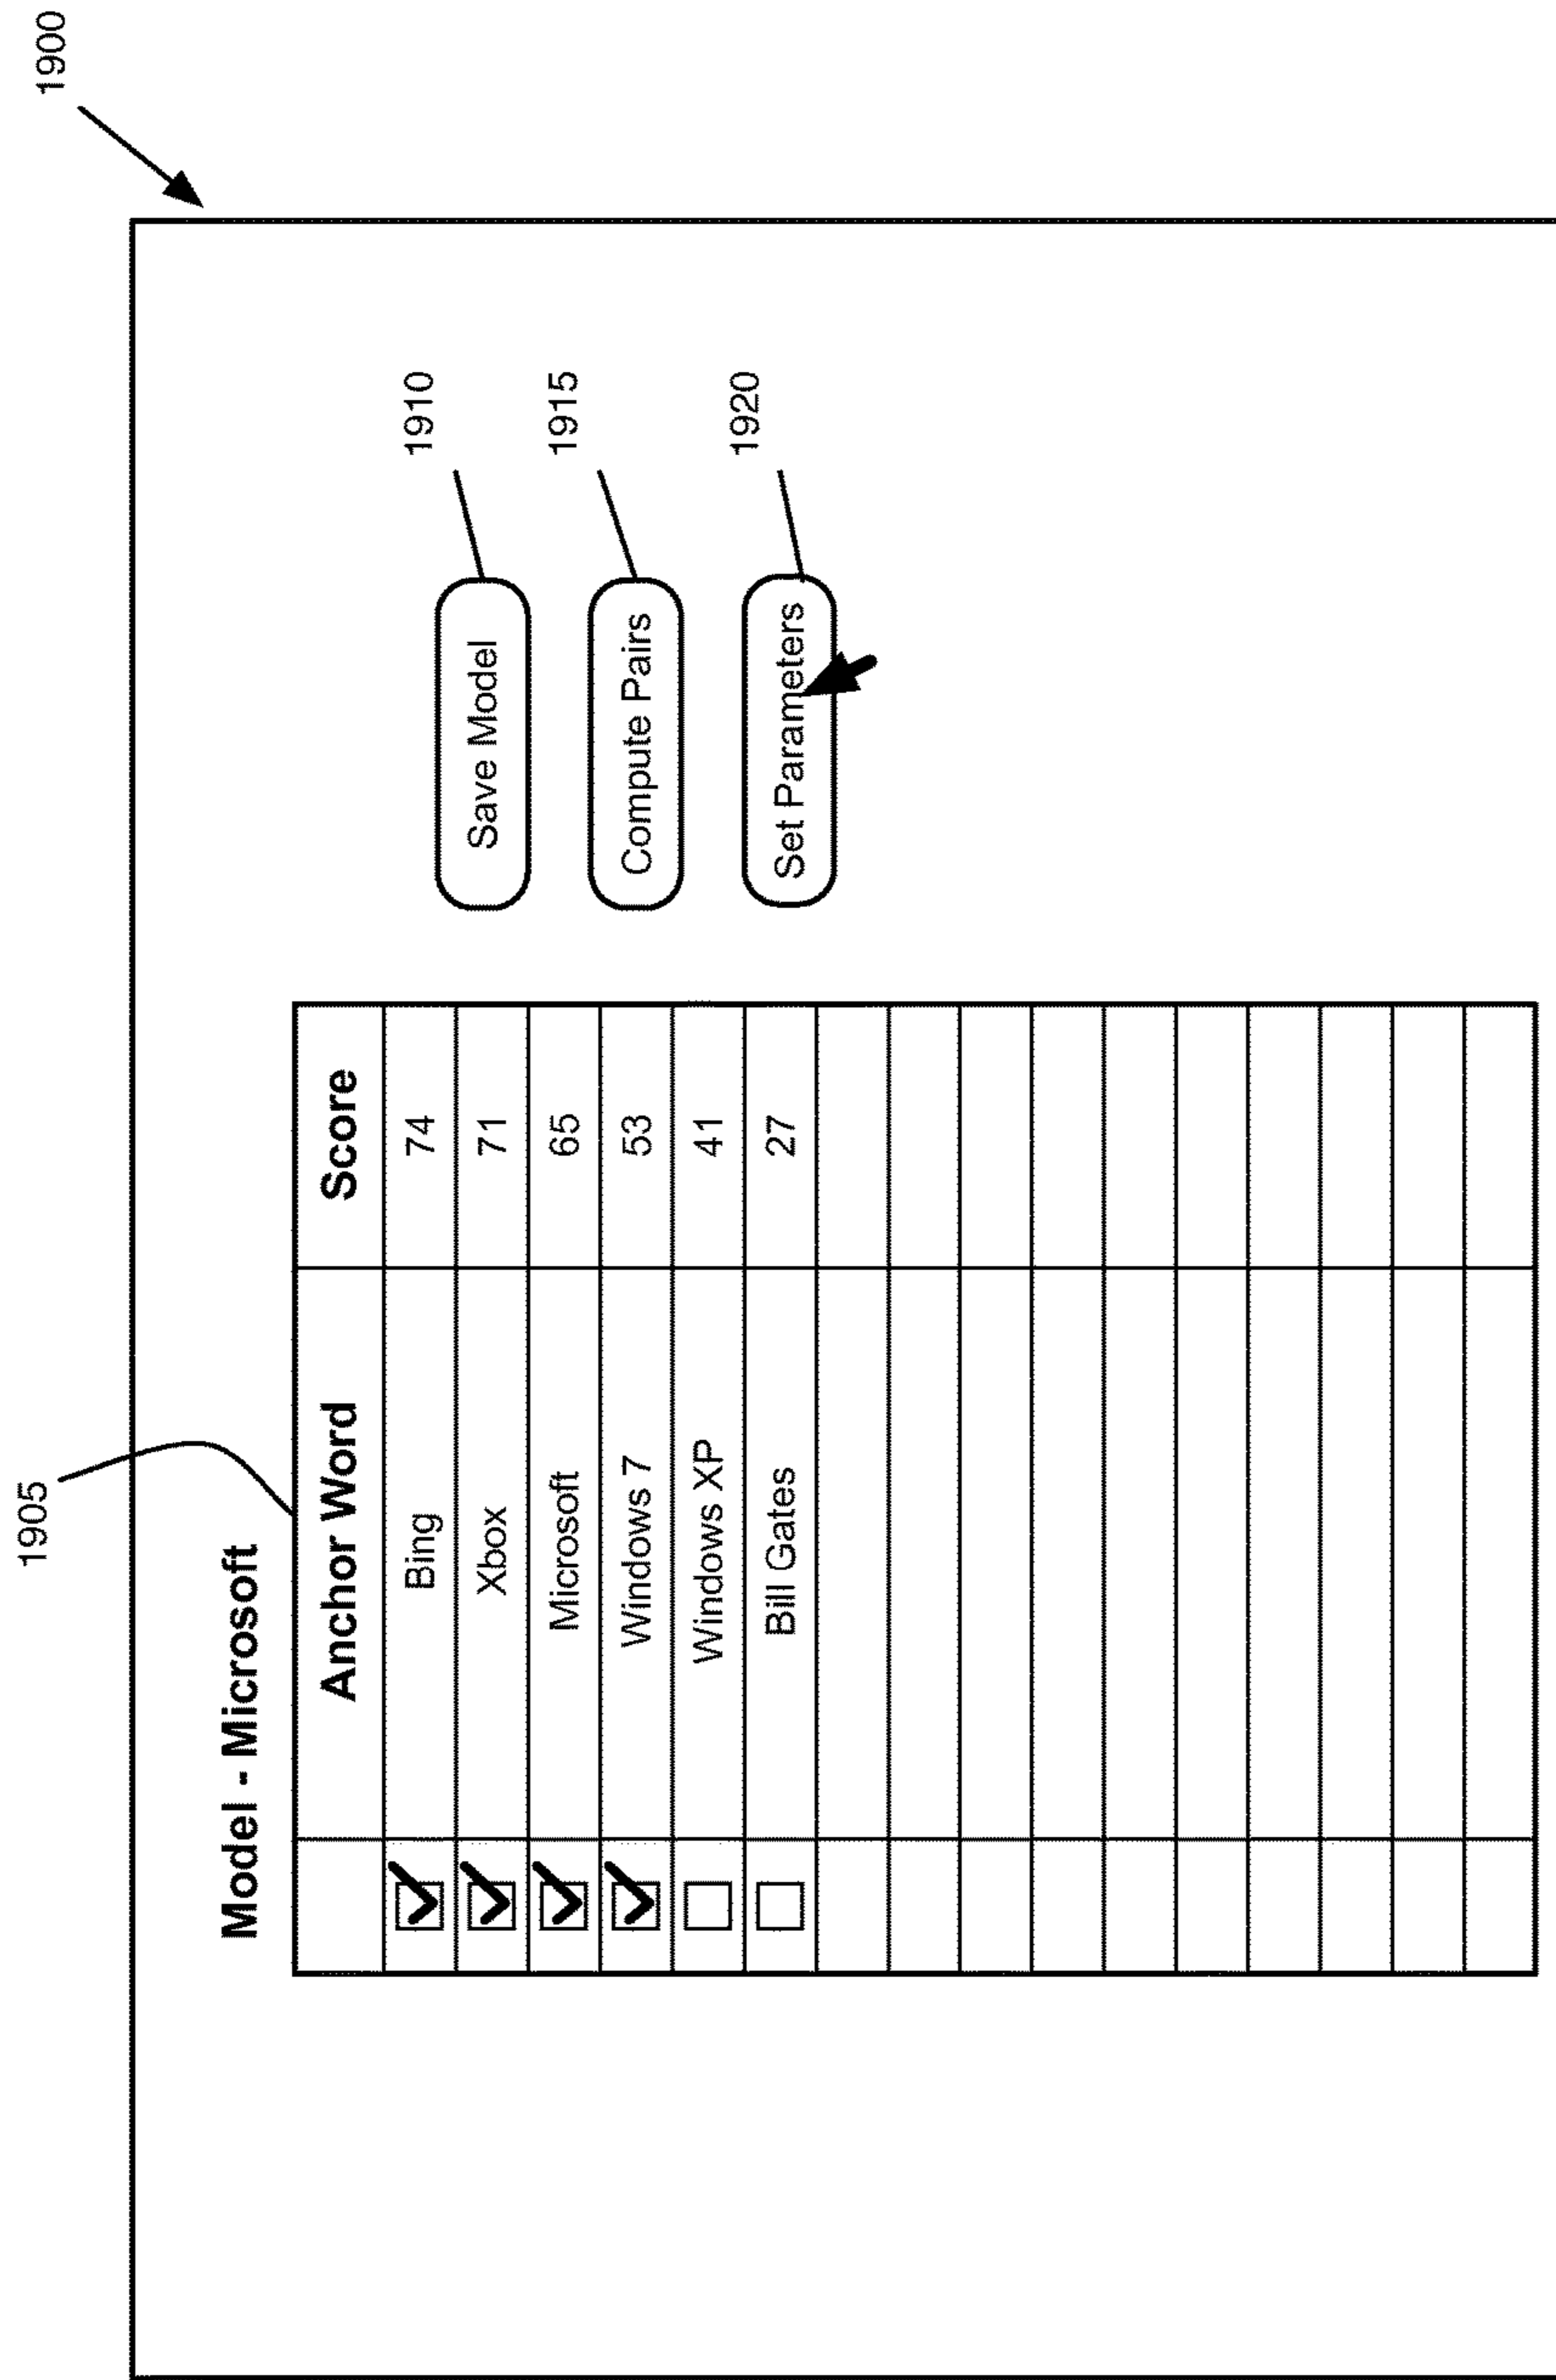 1900
1905
Model - Microsoft
Anchor Word Score
Bing 74
Xbox 71
Microsoft 65
Windows 7 53
Windows XP 41
Bill Gates 27
Save Model
1910
Compute Pairs
1915
Set Parameters
1920